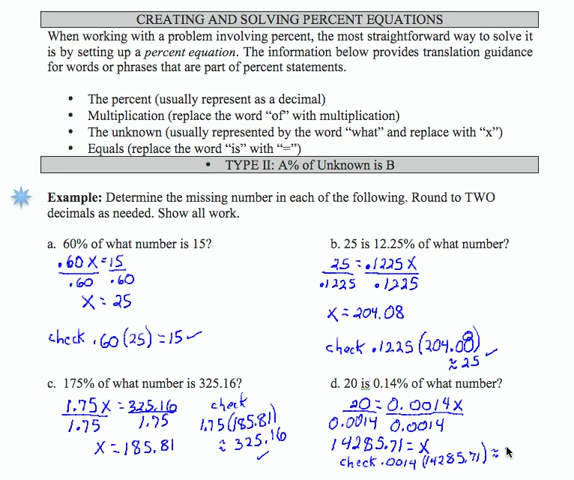 CREATING AND SOLVING PERCENT EQUATIONS
When working with a problem involving percent, the most straightforward way to solve it
is by setting up a percent equation. The information below provides translation guidance
for words or phrases that are part of percent statements.
• The percent (usually represent as a decimal)
• Multiplication (replace the word “of” with multiplication)
• The unknown (usually represented by the word “what” and replace with “x”)
• Equals (replace the word “is” with “=”)
• TYPE II: A% of Unknown is B
Example: Determine the missing number in each of the following. Round to TWO
decimals as needed. Show all work.
a. 60% of what number is 15?
.60 X = 15
.60 .60
X = 25
check .60 (25) = 15 ✓
b. 25 is 12.25% of what number?
25 = .1225 X
.1225 .1225
X = 204.08
check .1225 (204.08)
≈ 25 ✓
c. 175% of what number is 325.16?
1.75 X = 325.16
1.75 1.75
X = 185.81
check
1.75 (185.81)
≈ 325.16
✓
d. 20 is 0.14% of what number?
20 = 0.0014 X
0.0014 0.0014
14285.71 = X
check .0014 (14285.71) ≈